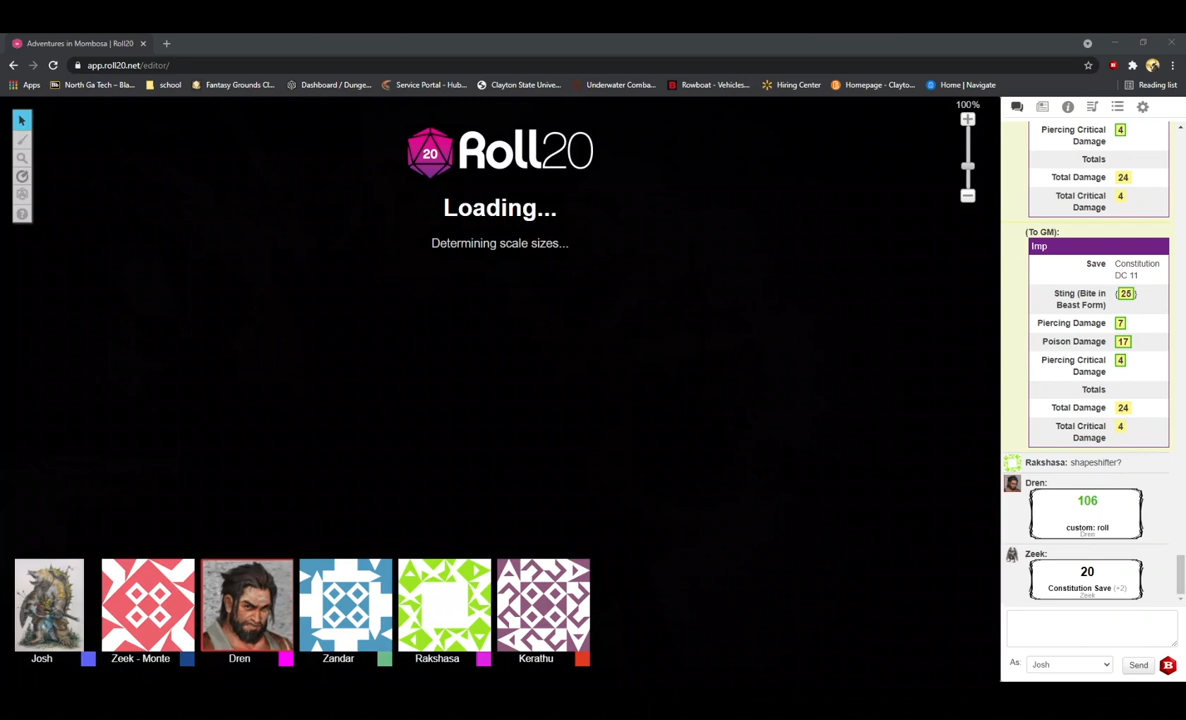 Adventures in Mombosa | Roll20
app.roll20.net/editor/
Apps
North Ga Tech – Bla...
school
Fantasy Grounds Cl...
Dashboard / Dunge...
Service Portal - Hub...
Clayton State Unive...
Underwater Comba...
Rowboat - Vehicles...
Hiring Center
Homepage - Clayto...
Home | Navigate
Reading list
100%
20
Roll20
Loading...
Determining scale sizes...
Piercing Critical
Damage
4
Totals
Total Damage 24
Total Critical
Damage
4
(To GM):
Imp
Save Constitution
DC 11
Sting (Bite in
Beast Form)
(25)
Piercing Damage 7
Poison Damage 17
Piercing Critical
Damage
4
Totals
Total Damage 24
Total Critical
Damage
4
Rakshasa: shapeshifter?
Dren:
106
custom: roll
Dren
Zeek:
20
Constitution Save (+2)
Zeek
Josh
Zeek - Monte
Dren
Zandar
Rakshasa
Kerathu
As: Josh
Send